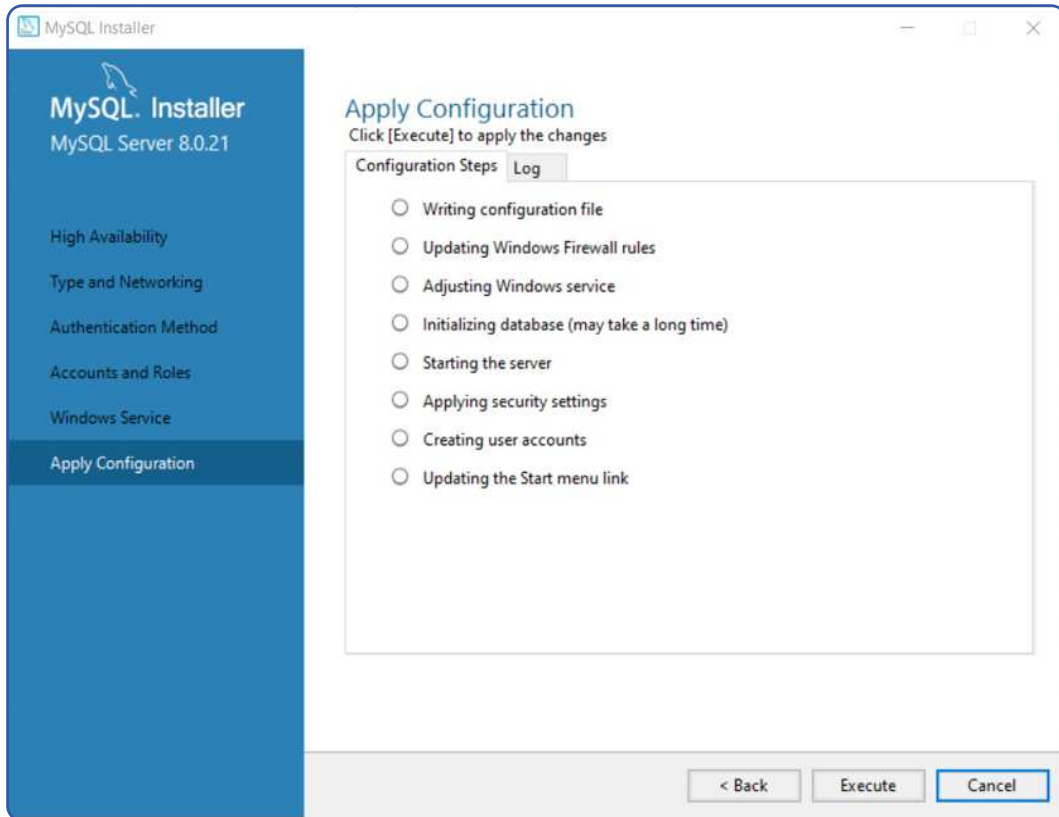 MySQL Installer
MySQL. Installer
MySQL Server 8.0.21
High Availability
Type and Networking
Authentication Method
Accounts and Roles
Windows Service
Apply Configuration
Apply Configuration
Click [Execute] to apply the changes
Configuration Steps Log
Writing configuration file
Updating Windows Firewall rules
Adjusting Windows service
Initializing database (may take a long time)
Starting the server
Applying security settings
Creating user accounts
Updating the Start menu link
< Back Execute Cancel